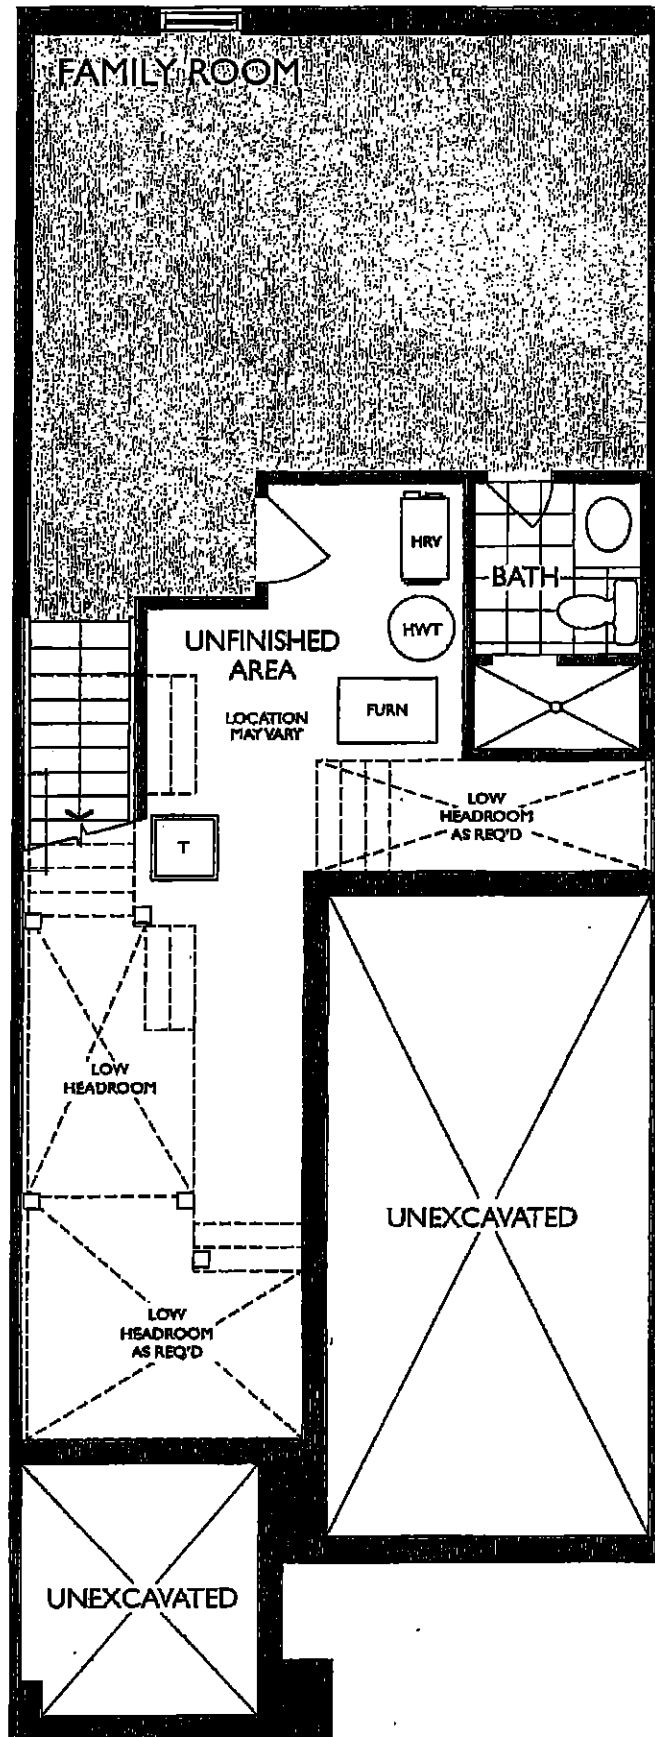 FAMILY ROOM
HRV
BATH
HWT
UNFINISHED
AREA
LOCATION
MAY VARY
FURN
LOW
HEADROOM
AS REQ'D
T
LOW
HEADROOM
UNEXCAVATED
LOW
HEADROOM
AS REQ'D
UNEXCAVATED